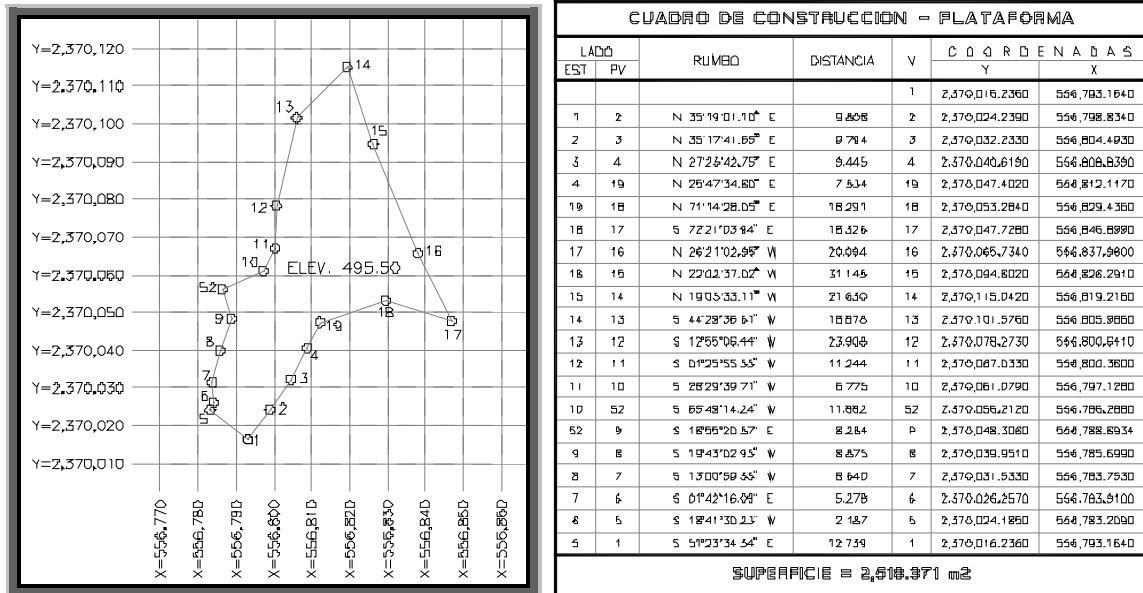 Y=2,370,120
Y=2,370,110
Y=2,370,100
Y=2,370,090
Y=2,370,080
Y=2,370,070
Y=2,370,060
Y=2,370,050
Y=2,370,040
Y=2,370,030
Y=2,370,020
Y=2,370,010
14
13
15
12
11
10
16
ELEV. 495.50
52
9
19
18
17
8
4
7
3
6
5
2
1
X=556,770
X=556,780
X=556,790
X=556,800
X=556,810
X=556,820
X=556,830
X=556,840
X=556,850
X=556,860
CUADRO DE CONSTRUCCION - PLATAFORMA
LADO RUMBO DISTANCIA V COORDENADAS
EST PV Y X
1 2,370,016.2360 556,793.1640
1 2 N 35°19'01.10" E 9.808 2 2,370,024.2390 556,798.8340
2 3 N 35°17'41.65" E 9.794 3 2,370,032.2330 556,804.4930
3 4 N 27°23'42.75" E 9.445 4 2,370,040.6190 556,808.8390
4 19 N 25°47'34.80" E 7.534 19 2,370,047.4020 556,812.1170
19 18 N 71°14'28.05" E 18.291 18 2,370,053.2840 556,829.4360
18 17 S 72°21'03.94" E 18.326 17 2,370,047.7280 556,846.8990
17 16 N 26°21'02.95" W 20.094 16 2,370,065.7340 556,837.9800
16 15 N 22°02'37.02" W 31.145 15 2,370,094.6020 556,826.2910
15 14 N 19°05'33.11" W 21.630 14 2,370,115.0420 556,819.2160
14 13 S 44°29'36.61" W 18.878 13 2,370,101.5760 556,805.9860
13 12 S 12°55'06.44" W 23.908 12 2,370,078.2730 556,800.6410
12 11 S 01°25'55.55" W 11.244 11 2,370,067.0330 556,800.3600
11 10 S 28°29'39.71" W 6.775 10 2,370,061.0790 556,797.1280
10 52 S 65°49'14.24" W 11.882 52 2,370,056.2120 556,786.2880
52 9 S 16°55'20.57" E 8.264 9 2,370,048.3060 556,788.6934
9 8 S 19°43'02.95" W 8.875 8 2,370,039.9510 556,785.6990
8 7 S 13°00'59.55" W 8.640 7 2,370,031.5330 556,783.7530
7 6 S 01°42'16.09" E 5.278 6 2,370,026.2570 556,783.9100
6 5 S 18°41'30.23" W 2.187 5 2,370,024.1850 556,783.2090
5 1 S 51°23'34.54" E 12.739 1 2,370,016.2360 556,793.1640
SUPERFICIE = 2,518.371 m2